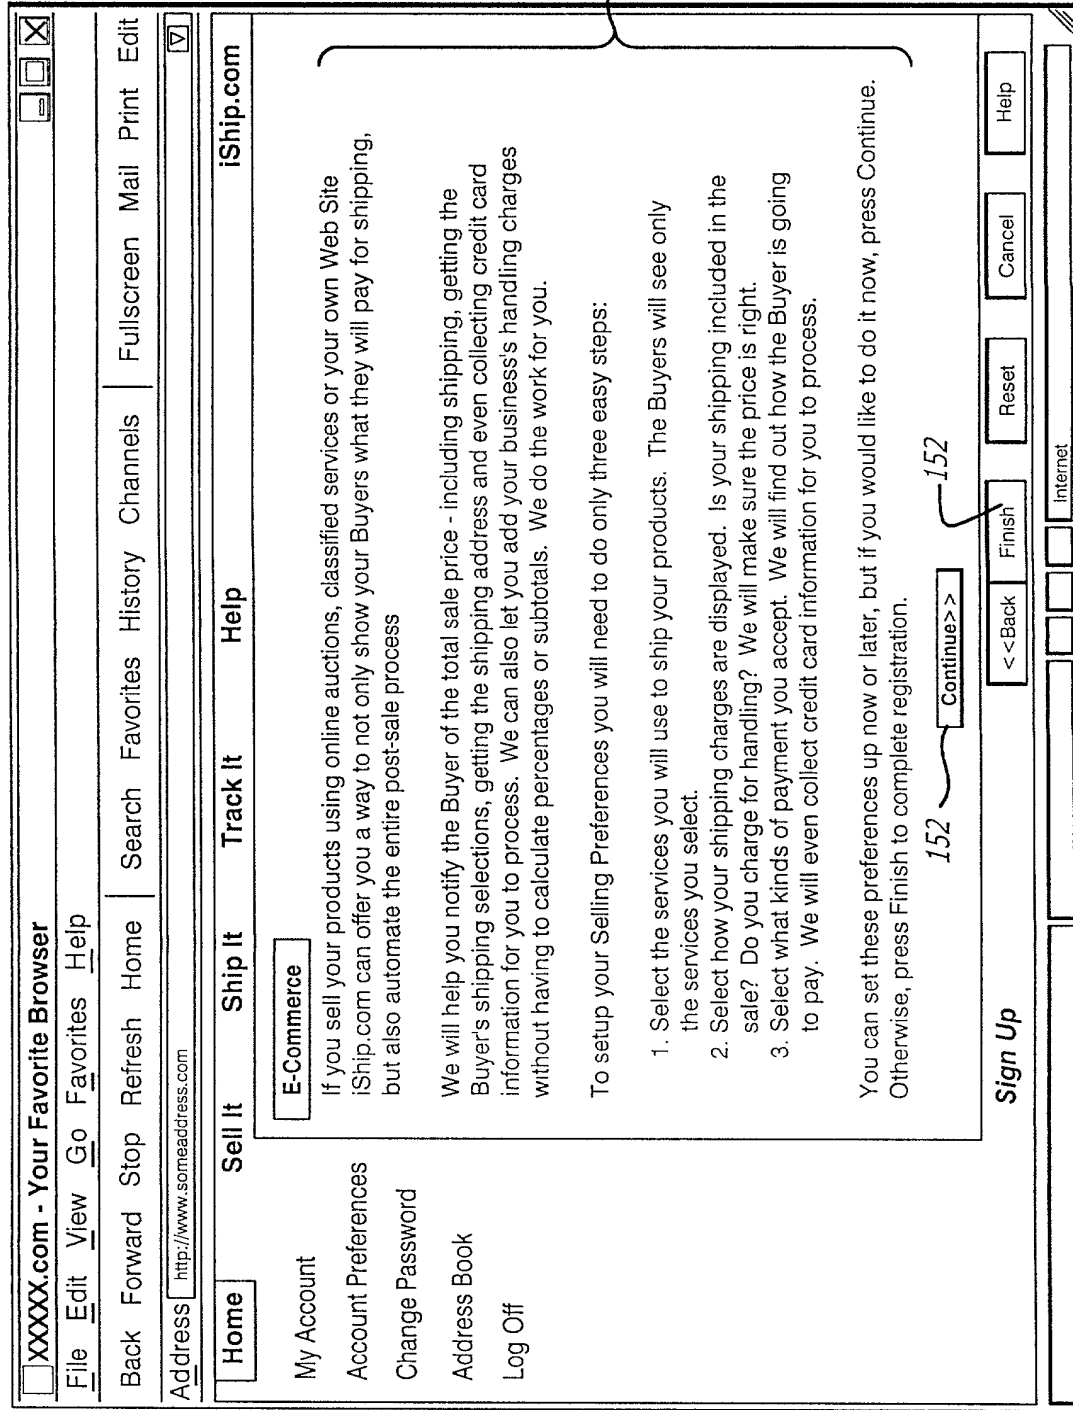 XXXXX.com - Your Favorite Browser
File Edit View Go Favorites Help
Back Forward Stop Refresh Home Search Favorites History Channels Fullscreen Mail Print Edit
Address http://www.someaddress.com
Home Sell It Ship It Track It Help iShip.com
My Account
Account Preferences
Change Password
Address Book
Log Off
E-Commerce
If you sell your products using online auctions, classified services or your own Web Site
iShip.com can offer you a way to not only show your Buyers what they will pay for shipping,
but also automate the entire post-sale process
We will help you notify the Buyer of the total sale price - including shipping, getting the
Buyer's shipping selections, getting the shipping address and even collecting credit card
information for you to process. We can also let you add your business's handling charges
without having to calculate percentages or subtotals. We do the work for you.
To setup your Selling Preferences you will need to do only three easy steps:
1. Select the services you will use to ship your products. The Buyers will see only
the services you select.
2. Select how your shipping charges are displayed. Is your shipping included in the
sale? Do you charge for handling? We will make sure the price is right.
3. Select what kinds of payment you accept. We will find out how the Buyer is going
to pay. We will even collect credit card information for you to process.
You can set these preferences up now or later, but if you would like to do it now, press Continue.
Otherwise, press Finish to complete registration.
152 Continue>> 152
Sign Up <<Back Finish Reset Cancel Help
Internet